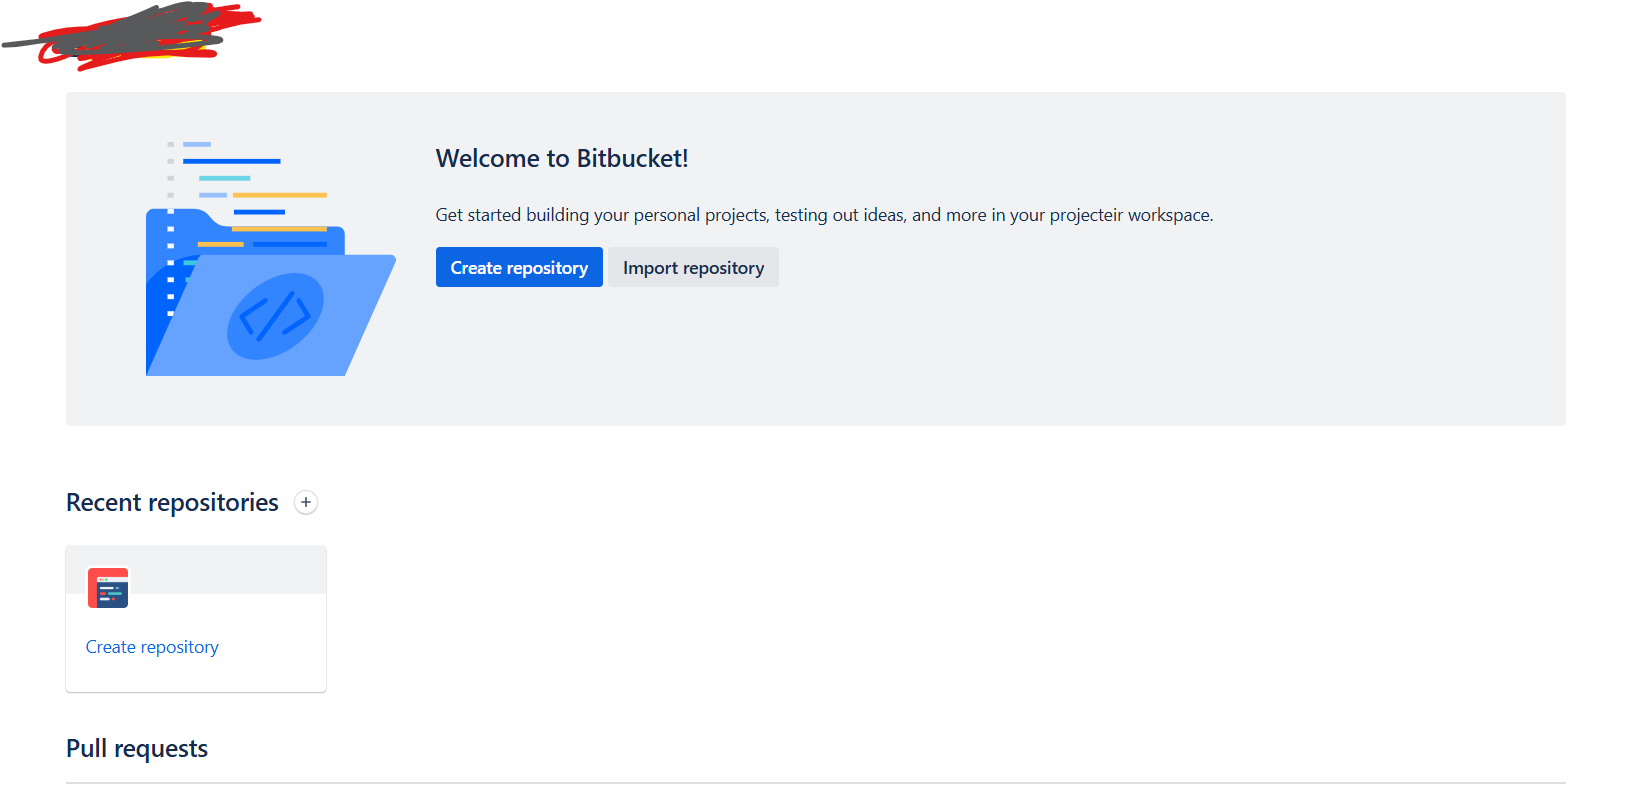 Welcome to Bitbucket!
Get started building your personal projects, testing out ideas, and more in your projecteir workspace.
Create repository Import repository
Recent repositories
Create repository
Pull requests